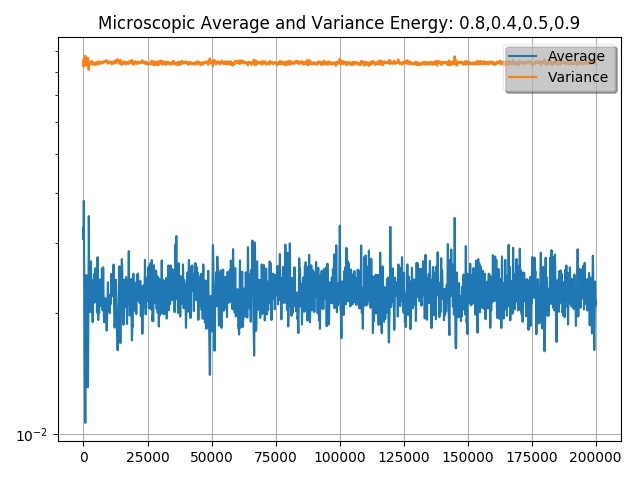 Microscopic Average and Variance Energy: 0.8,0.4,0.5,0.9
Average
Variance
10⁻²
0 25000 50000 75000 100000 125000 150000 175000 200000